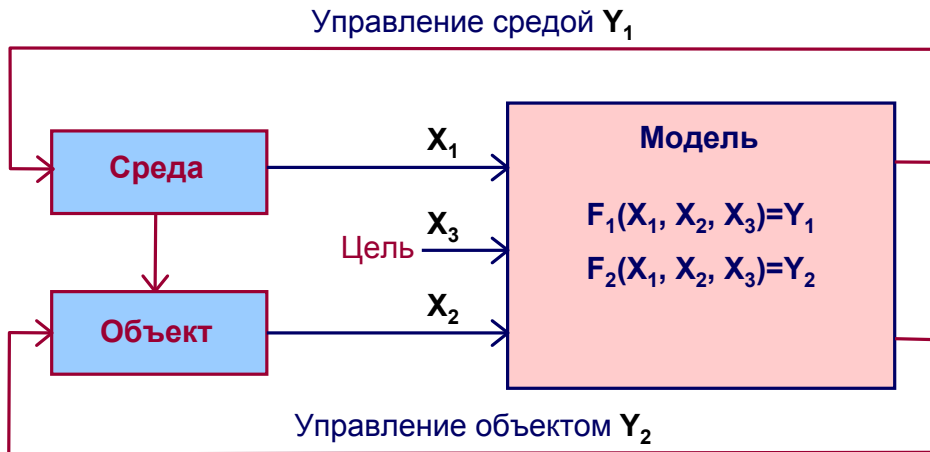 Управление средой Y₁
Среда
X₁
Модель
F₁(X₁, X₂, X₃)=Y₁
Цель
X₃
F₂(X₁, X₂, X₃)=Y₂
Объект
X₂
Управление объектом Y₂